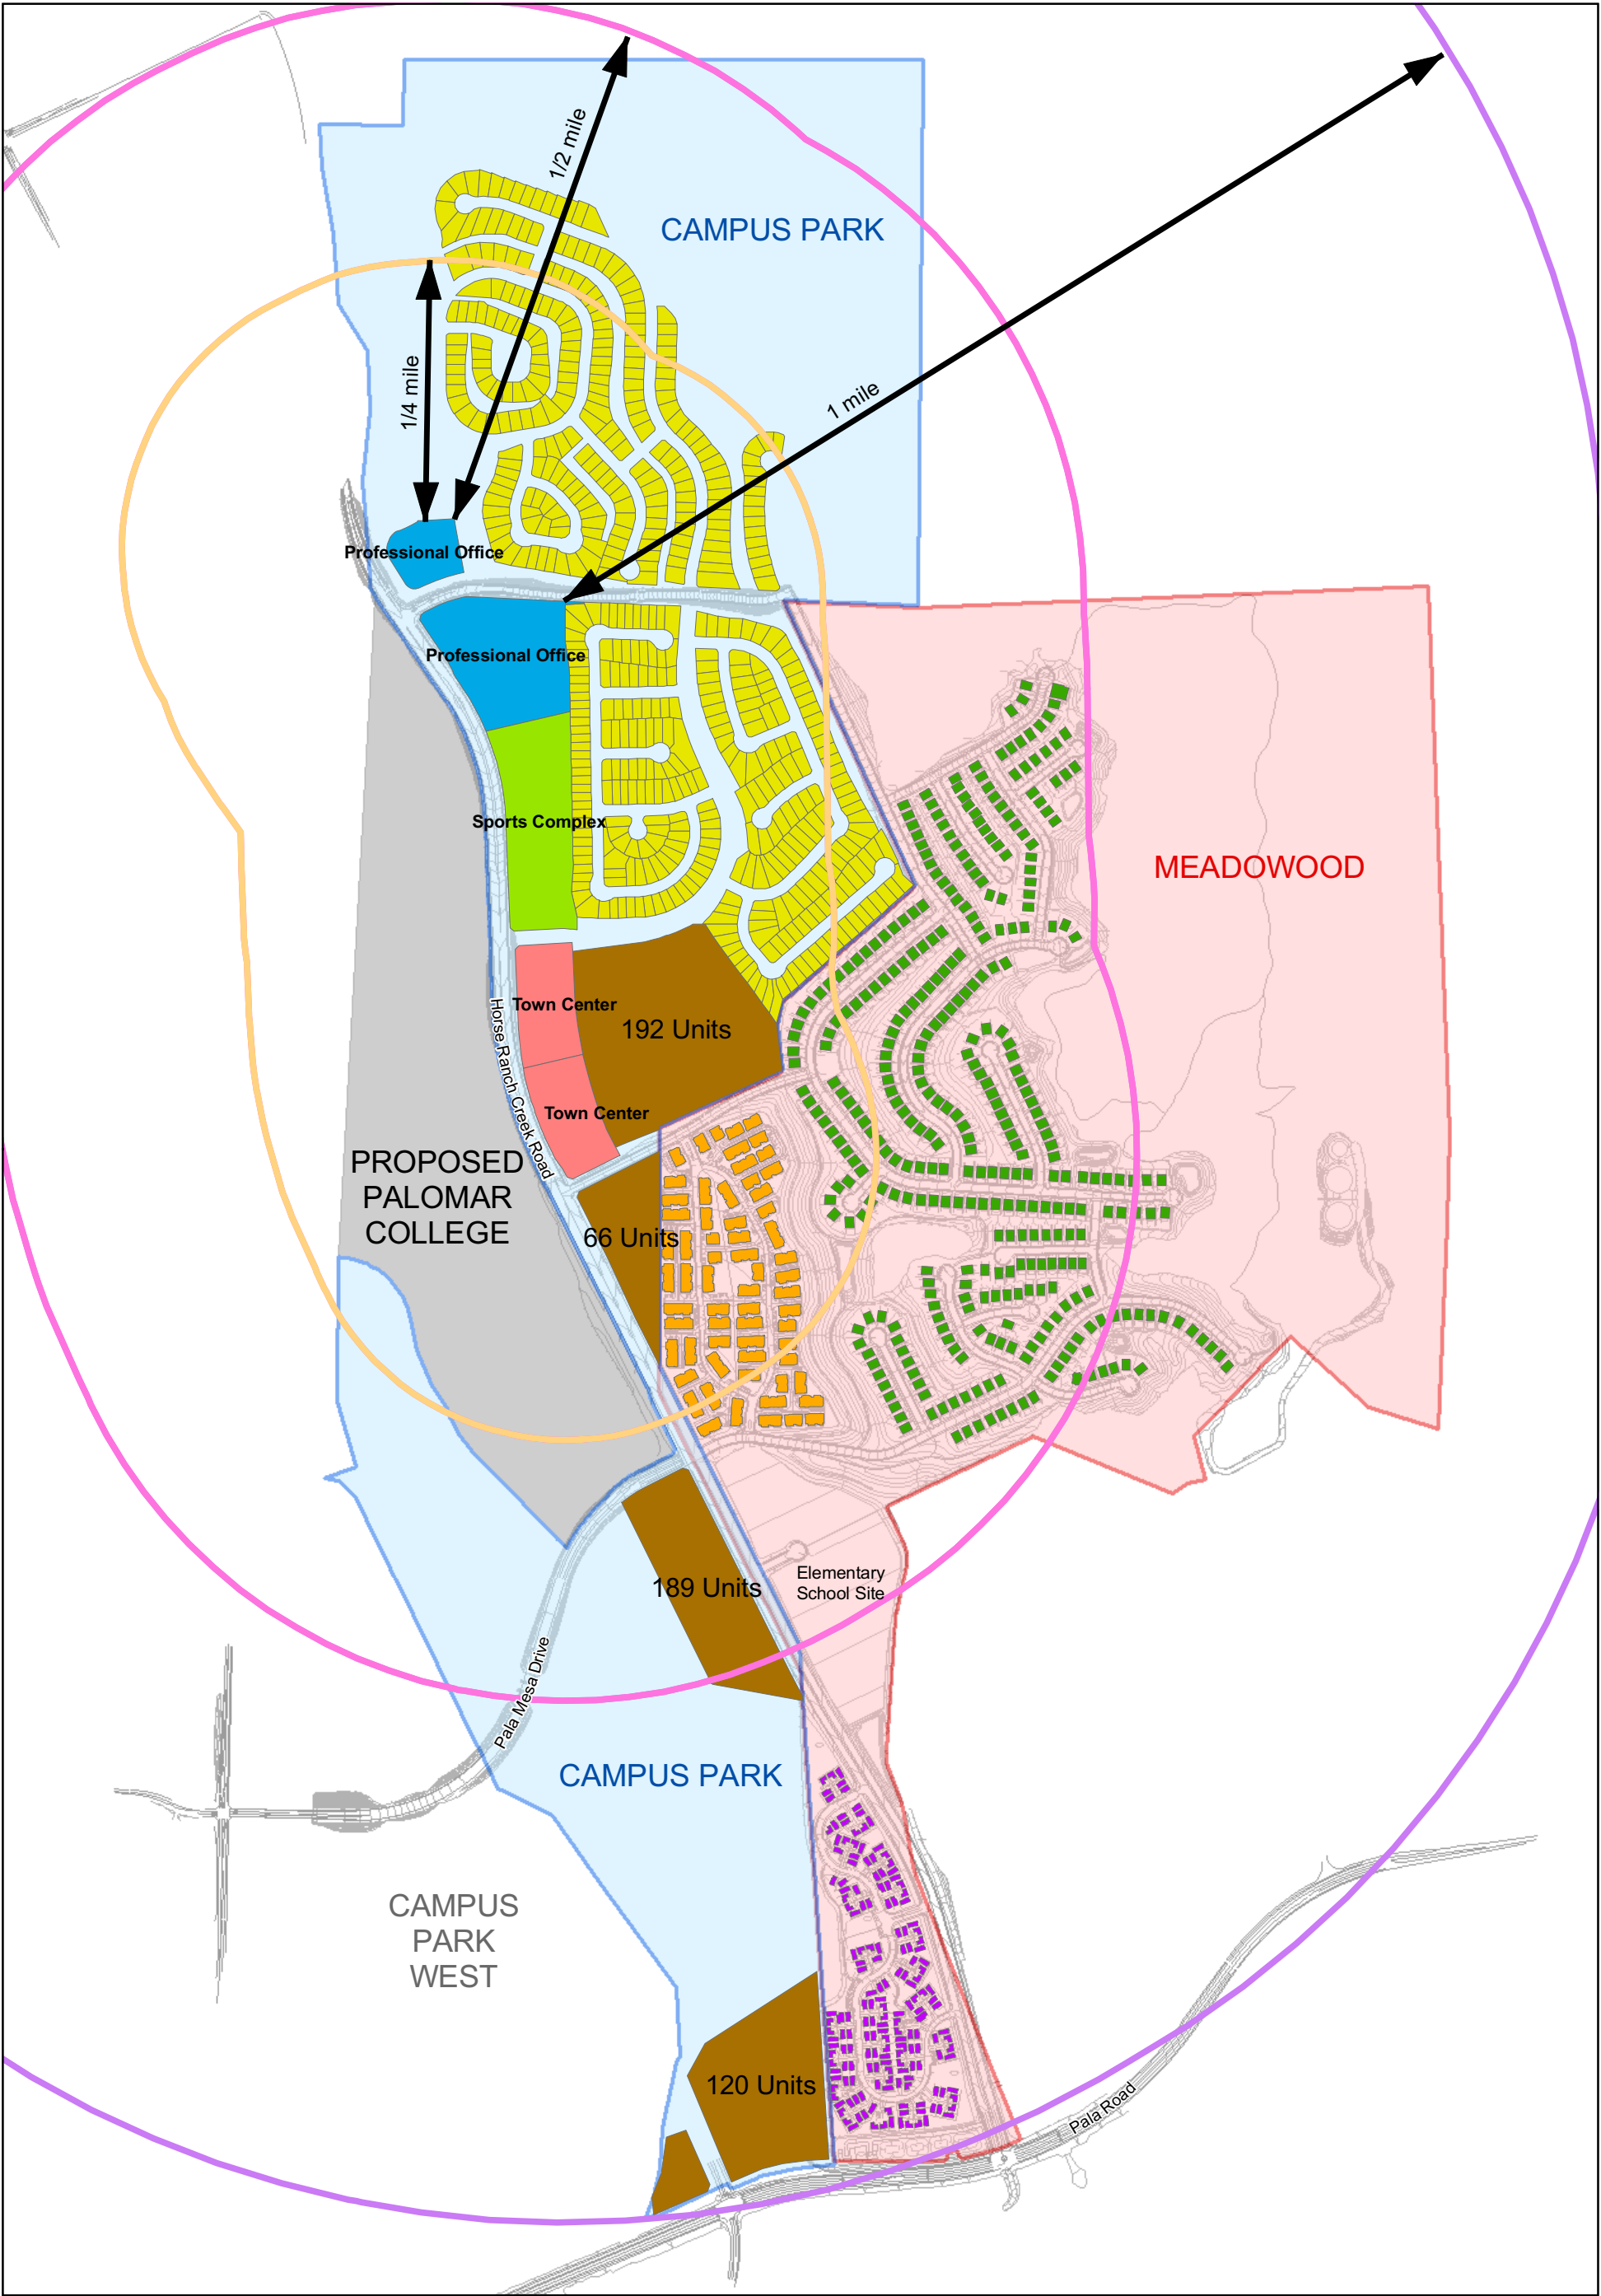 1/2 mile
CAMPUS PARK
1/4 mile
1 mile
Professional Office
Professional Office
Sports Complex
MEADOWOOD
Town Center
192 Units
Horse Ranch Creek Road
Town Center
PROPOSED
PALOMAR
COLLEGE
66 Units
Elementary
School Site
189 Units
Pala Mesa Drive
CAMPUS PARK
CAMPUS
PARK
WEST
120 Units
Pala Road